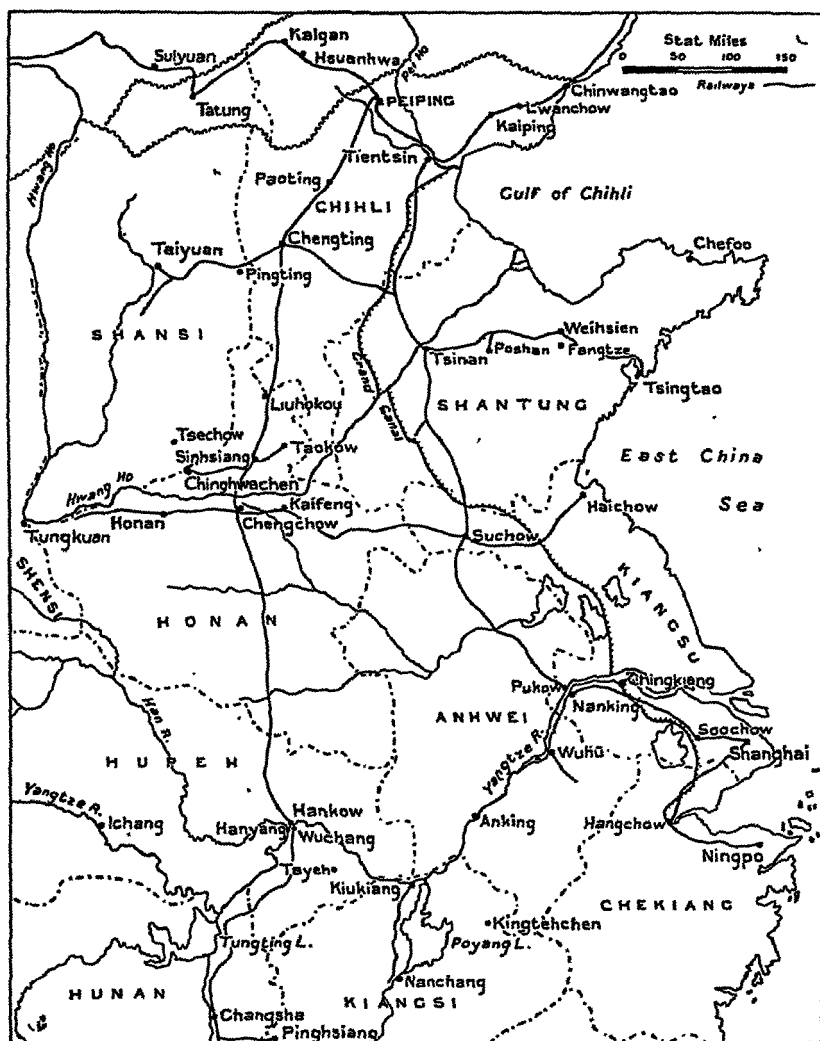 Stat Miles
0 50 100 150
Railways
Kalgan
Suiyuan
Hsuanhwa
Pei Ho
Chinwangtao
Tatung
PEIPING
Lwanchow
Kaiping
Tientsin
Hwang Ho
Paoting
CHIHLI
Gulf of Chihli
Chengting
Chefoo
Taiyuan
Pingting
SHANSI
Weihsien
Tsinan
Poshan
Fangtze
Grand Canal
Tsingtao
Liuhokou
SHANTUNG
Tsechow
Taokow
Sinhsiang
East China
Sea
Chinghwachen
Hwang Ho
Kaifeng
Haichow
Tungkuan
Honan
Chengchow
Suchow
SHENSI
KIANGSU
HONAN
Chingkiang
Pukow
Nanking
Han R.
ANHWEI
Soochow
Shanghai
HUPEH
Yangtze R.
Wuhu
Yangtze R.
Ichang
Hankow
Hanyang
Wuchang
Anking
Hangchow
Ningpo
Tayeh
Kiukiang
CHEKIANG
Kingtehchen
Tungting L.
Poyang L.
Nanchang
HUNAN
KIANGSI
Changsha
Pinghsiang